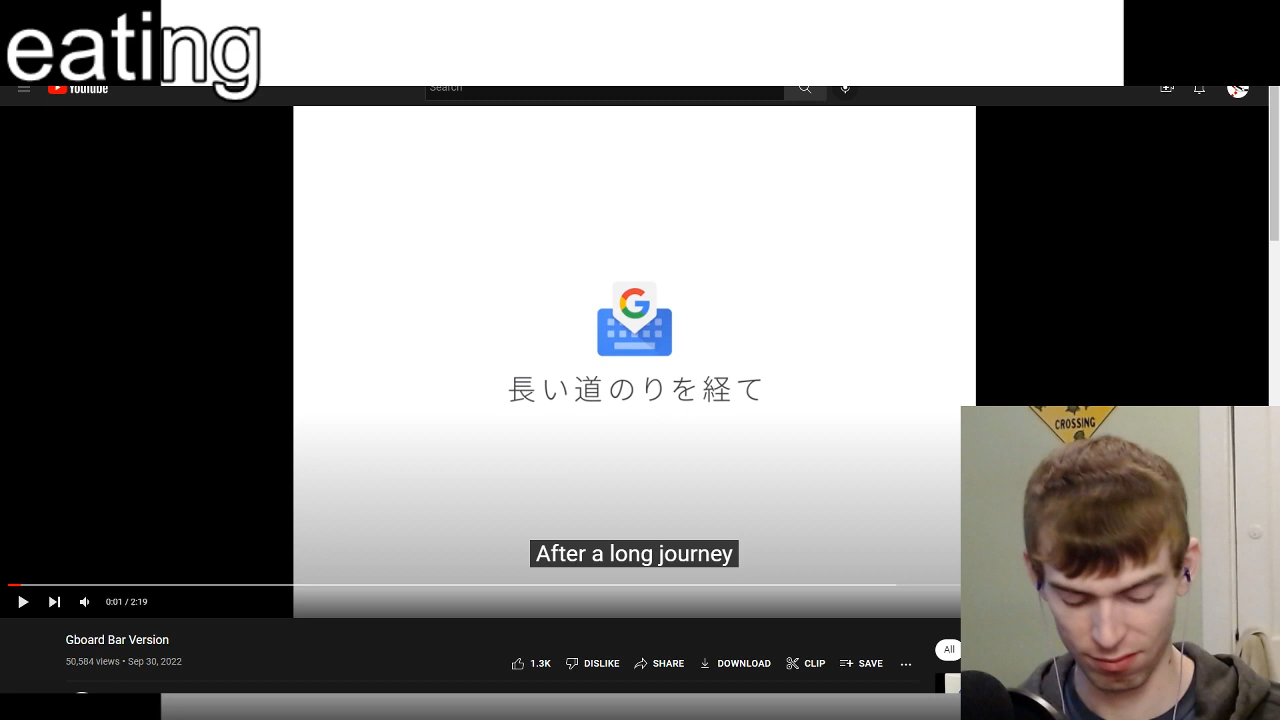 eating
YouTube
Search
CROSSING
長い道のりを経て
After a long journey
0:01 / 2:19
Gboard Bar Version
50,584 views • Sep 30, 2022
1.3K
DISLIKE
SHARE
DOWNLOAD
CLIP
SAVE
All